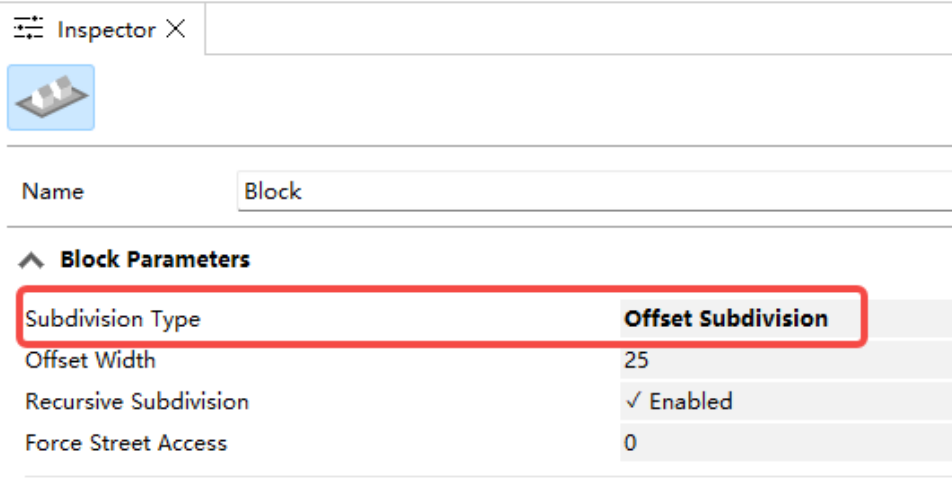 Inspector
Name Block
Block Parameters
Subdivision Type Offset Subdivision
Offset Width 25
Recursive Subdivision ✓ Enabled
Force Street Access 0